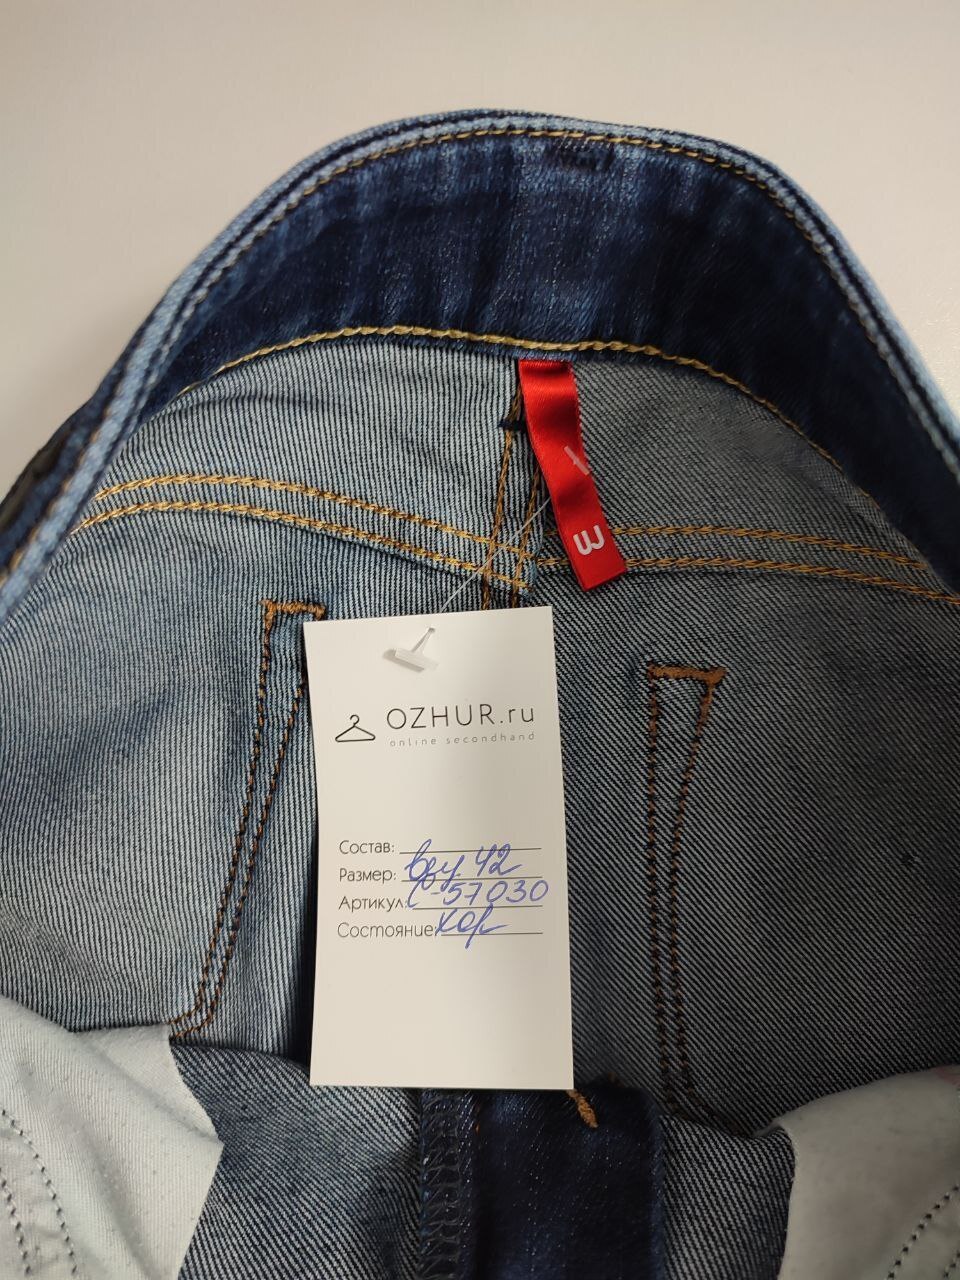 OZHUR.ru
online secondhand
Состав:
Размер: 42
Артикул: С-57030
Состояние: хор